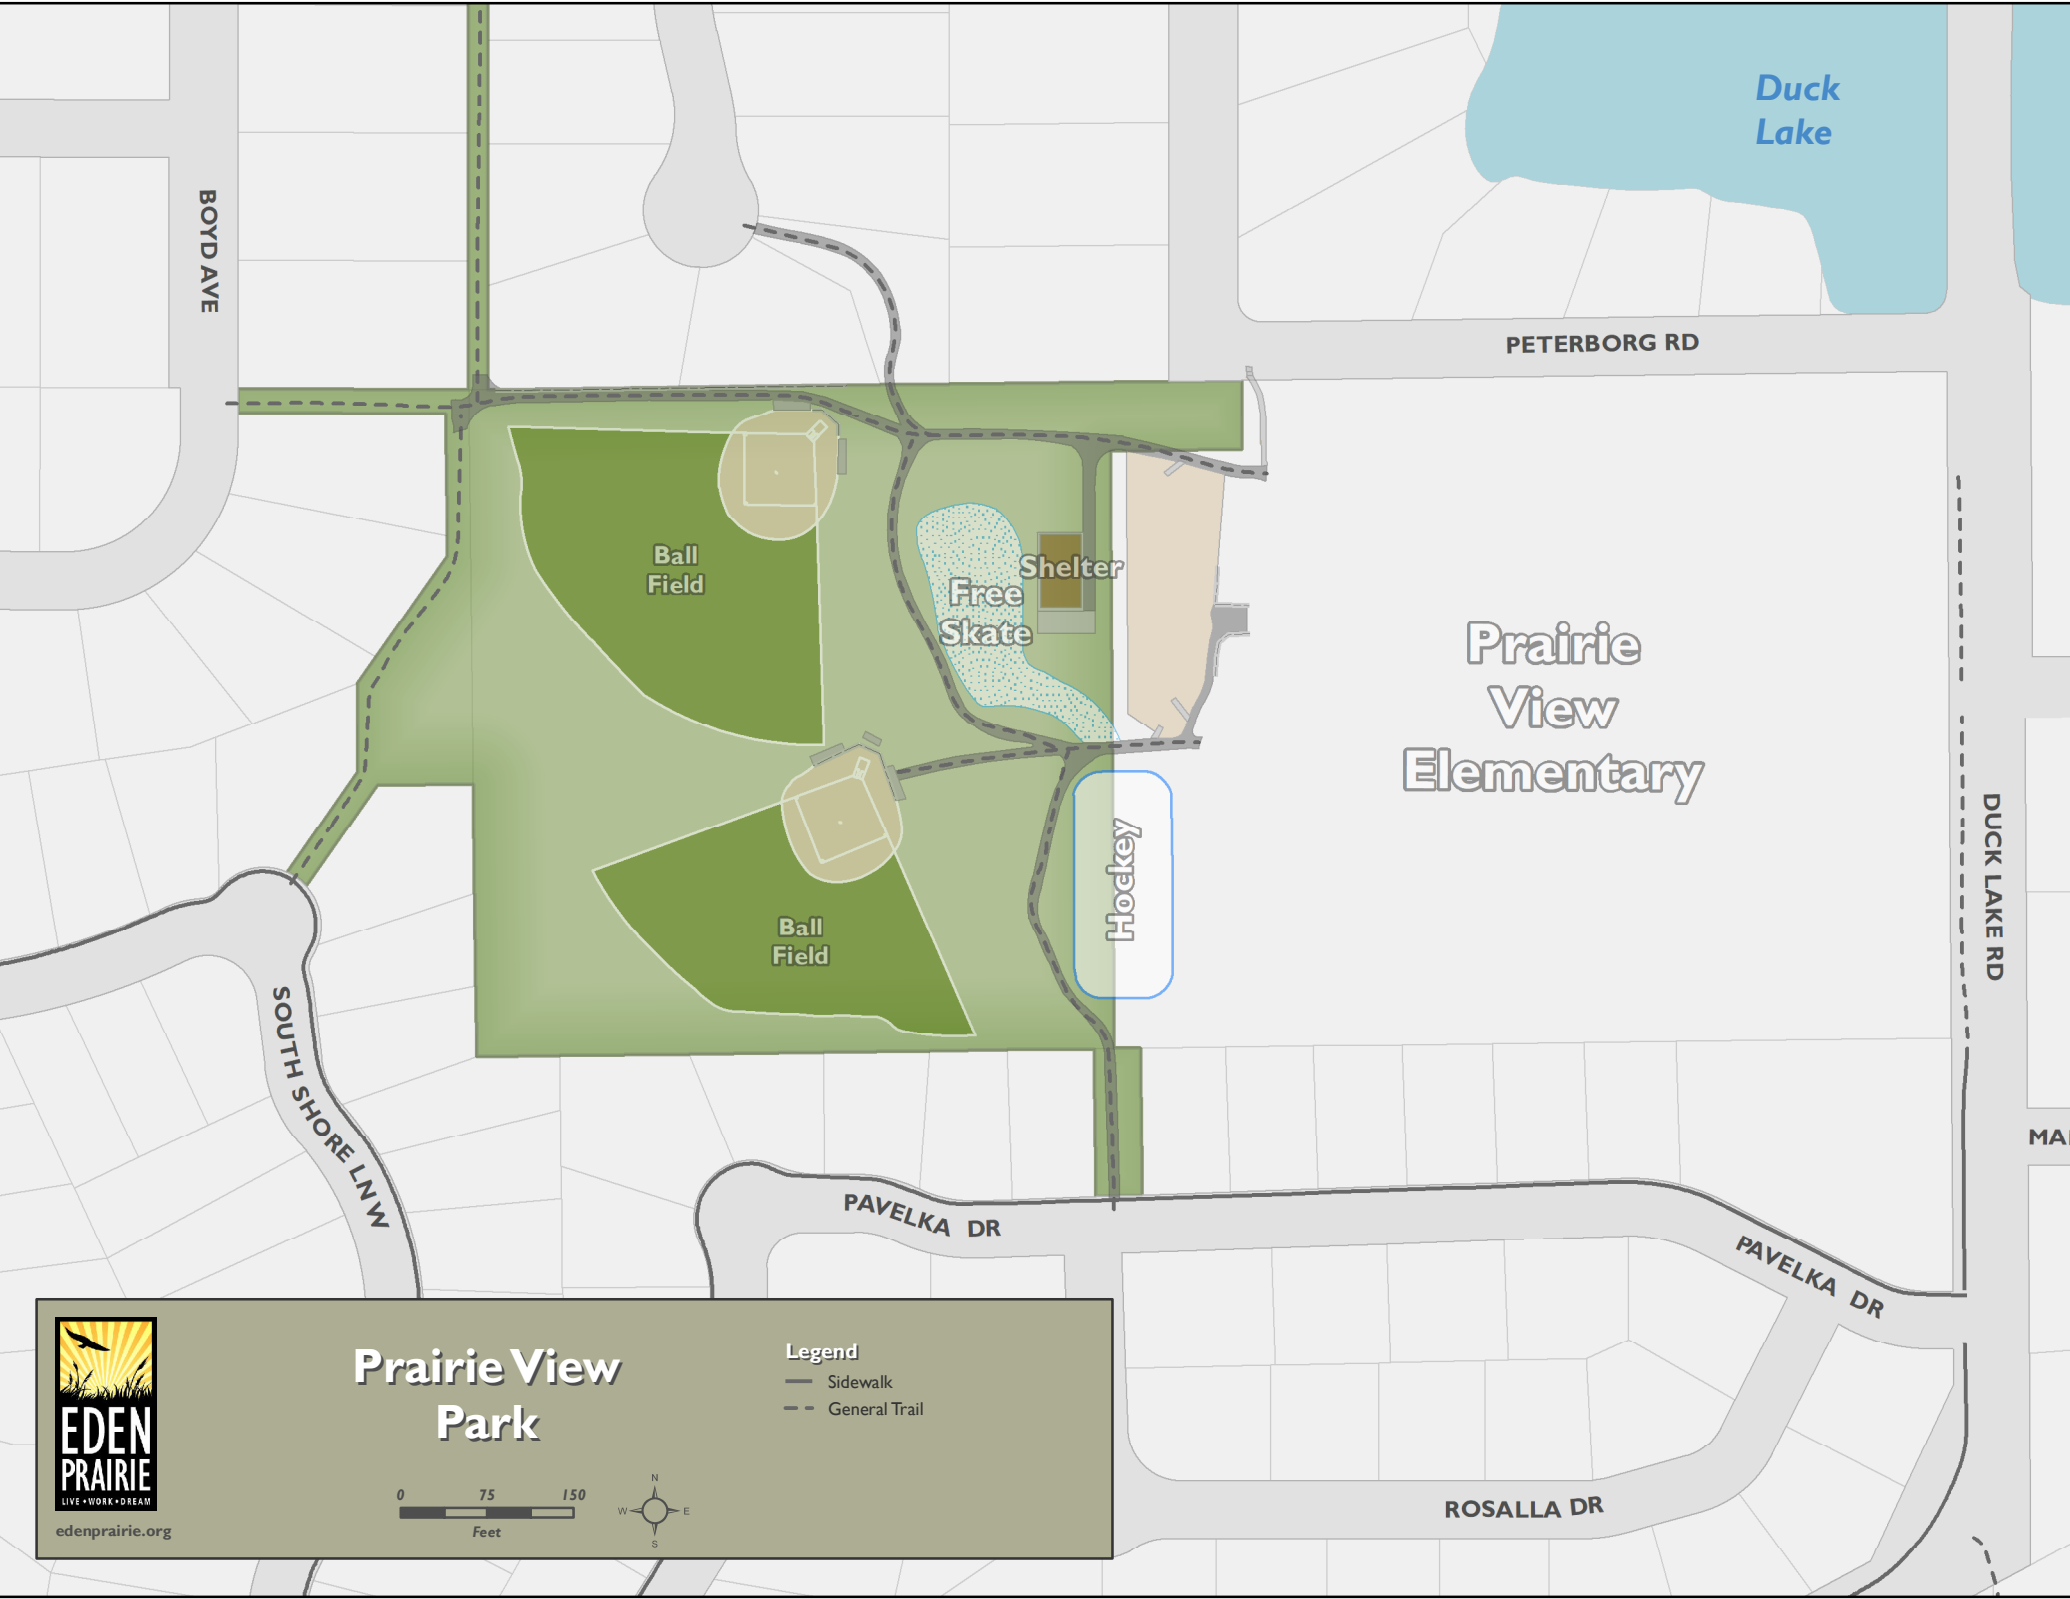 Duck
Lake
BOYD AVE
PETERBORG RD
Ball
Field
Shelter
Free
Skate
Prairie
View
Elementary
DUCK LAKE RD
Hockey
Ball
Field
SOUTH SHORE LN W
MA
PAVELKA DR
PAVELKA DR
ROSALLA DR
EDEN
PRAIRIE
LIVE • WORK • DREAM
edenprairie.org
Prairie View
Park
0 75 150
Feet
N
W E
S
Legend
Sidewalk
General Trail